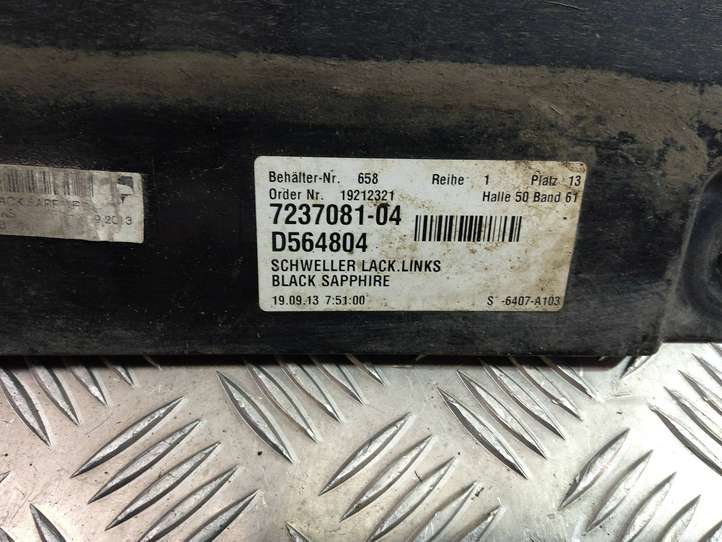 Behälter-Nr. 658 Reihe 1 Platz 13
Order Nr. 19212321 Halle 50 Band 61
7237081-04
D564804
SCHWELLER LACK.LINKS
BLACK SAPPHIRE
19.09.13 7:51:00 S -6407-A103
2013